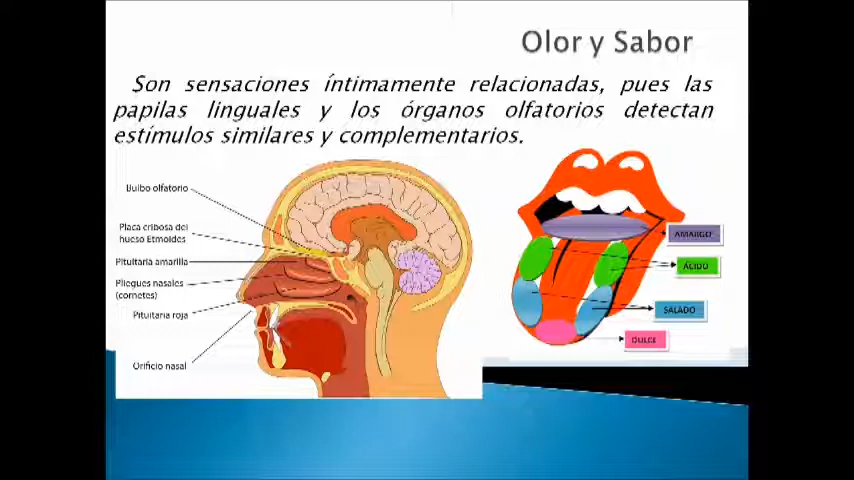 Olor y Sabor
Son sensaciones íntimamente relacionadas, pues las
papilas linguales y los órganos olfatorios detectan
estímulos similares y complementarios.
Bulbo olfatorio
Placa cribosa del
hueso Etmoides
Pituitaria amarilla
Pliegues nasales
(cornetes)
Pituitaria roja
Orificio nasal
AMARGO
ÁCIDO
SALADO
DULCE